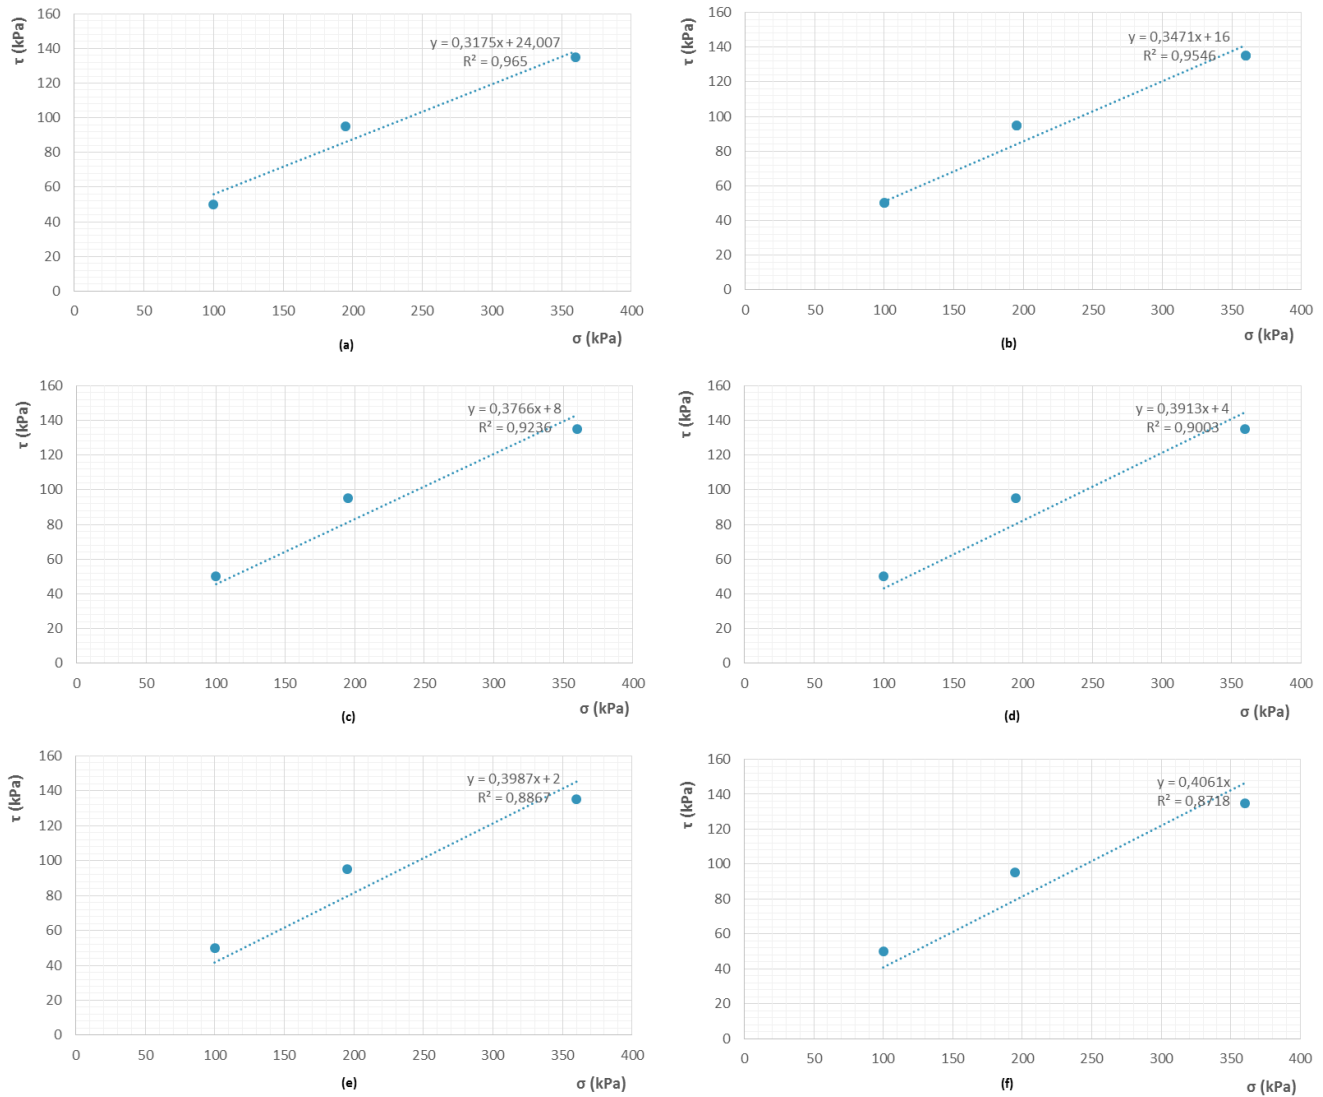 τ (kPa)
160
140
120
100
80
60
40
20
0
y = 0,3175x + 24,007
R² = 0,965
0 50 100 150 200 250 300 350 400
σ (kPa)
(a)
τ (kPa)
160
140
120
100
80
60
40
20
0
y = 0,3471x + 16
R² = 0,9546
0 50 100 150 200 250 300 350 400
σ (kPa)
(b)
τ (kPa)
160
140
120
100
80
60
40
20
0
y = 0,3766x + 8
R² = 0,9236
0 50 100 150 200 250 300 350 400
σ (kPa)
(c)
τ (kPa)
160
140
120
100
80
60
40
20
0
y = 0,3913x + 4
R² = 0,9003
0 50 100 150 200 250 300 350 400
σ (kPa)
(d)
τ (kPa)
160
140
120
100
80
60
40
20
0
y = 0,3987x + 2
R² = 0,8867
0 50 100 150 200 250 300 350 400
σ (kPa)
(e)
τ (kPa)
160
140
120
100
80
60
40
20
0
y = 0,4061x
R² = 0,8718
0 50 100 150 200 250 300 350 400
σ (kPa)
(f)